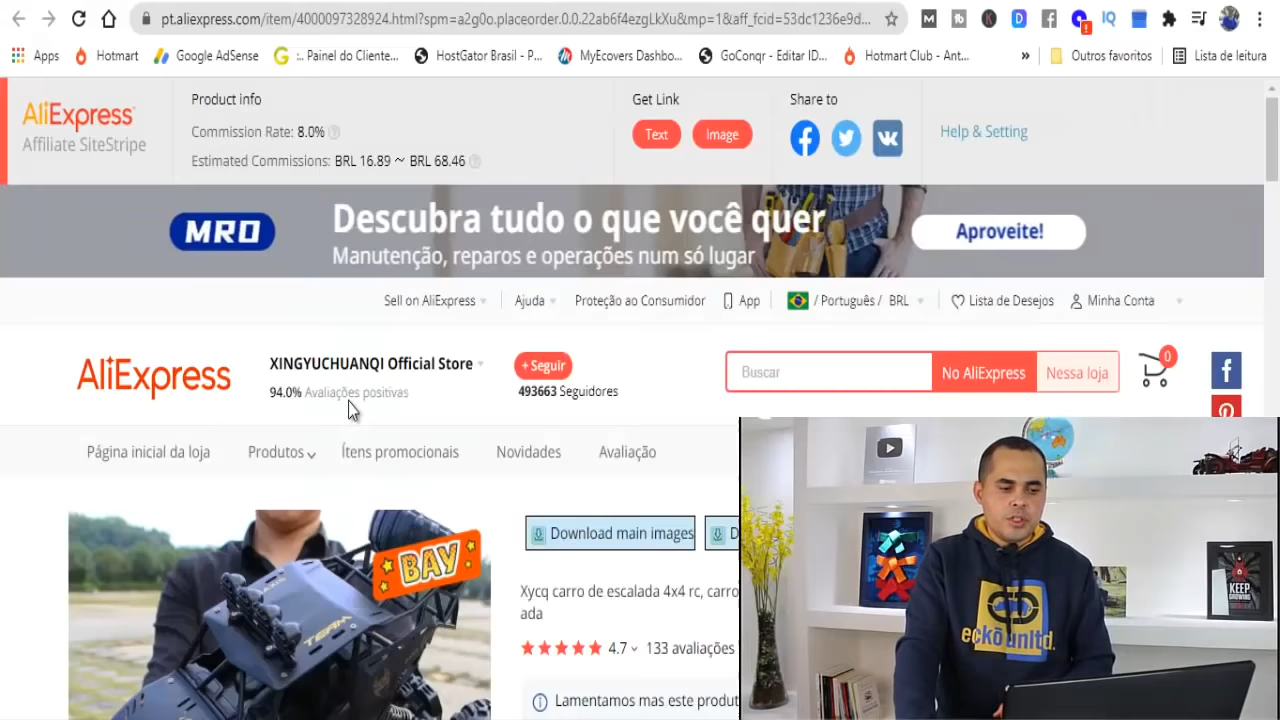 pt.aliexpress.com/item/4000097328924.html?spm=a2g0o.placeorder.0.0.22ab6f4ezgLkXu&mp=1&aff_fcid=53dc1236e9d...
Apps Hotmart Google AdSense :.. Painel do Cliente... HostGator Brasil - P... MyEcovers Dashbo... GoConqr - Editar ID... Hotmart Club - Ant... » Outros favoritos Lista de leitura
AliExpress
Affiliate SiteStripe
Product info
Commission Rate: 8.0%
Estimated Commissions: BRL 16.89 ~ BRL 68.46
Get Link
Text Image
Share to
Help & Setting
MRO
Descubra tudo o que você quer
Manutenção, reparos e operações num só lugar
Aproveite!
Sell on AliExpress Ajuda Proteção ao Consumidor App / Português / BRL Lista de Desejos Minha Conta
AliExpress
XINGYUCHUANQI Official Store
94.0% Avaliações positivas
+ Seguir
493663 Seguidores
Buscar No AliExpress Nessa loja
0
Página inicial da loja Produtos Ítens promocionais Novidades Avaliação
BAY
TEAM
Download main images D
Xycq carro de escalada 4x4 rc, carro
ada
4.7 133 avaliações
Lamentamos mas este produt
KEEP
GROWING
ecko unltd.